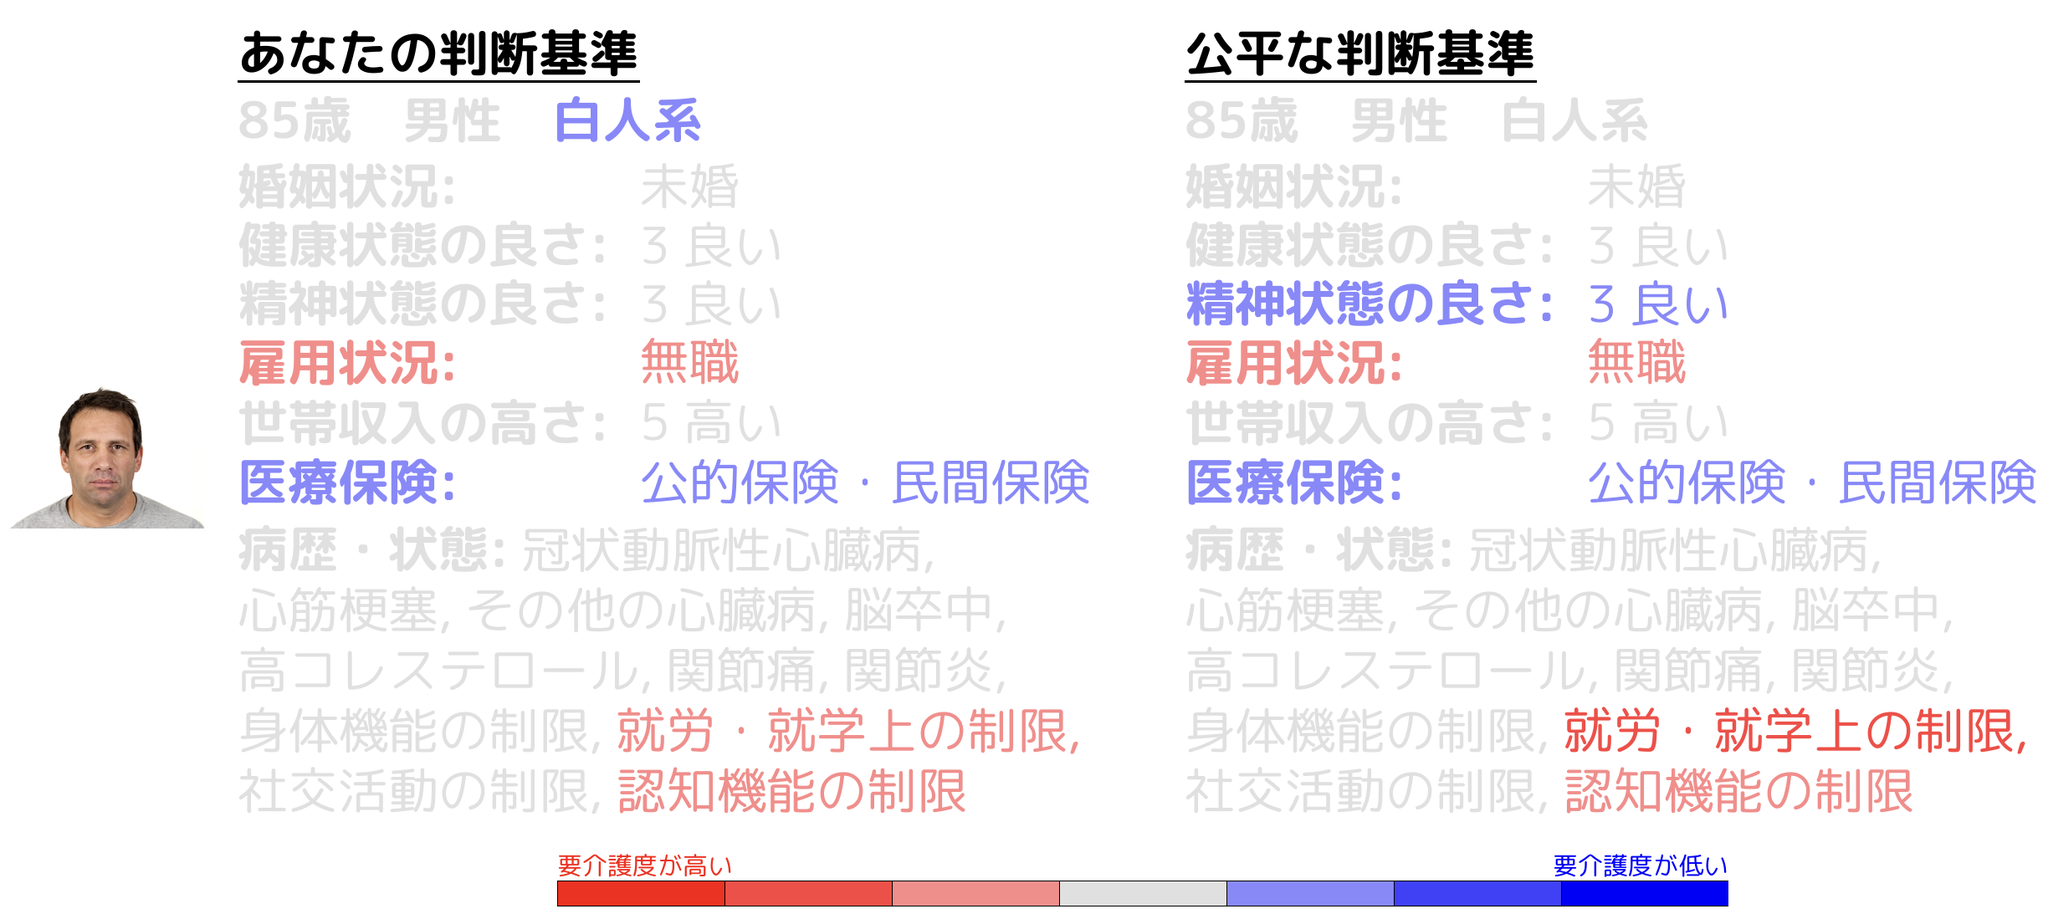 あなたの判断基準
85歳 男性 白人系
婚姻状況: 未婚
健康状態の良さ: 3 良い
精神状態の良さ: 3 良い
雇用状況: 無職
世帯収入の高さ: 5 高い
医療保険: 公的保険・民間保険
病歴・状態: 冠状動脈性心臓病,
心筋梗塞, その他の心臓病, 脳卒中,
高コレステロール, 関節痛, 関節炎,
身体機能の制限, 就労・就学上の制限,
社交活動の制限, 認知機能の制限
公平な判断基準
85歳 男性 白人系
婚姻状況: 未婚
健康状態の良さ: 3 良い
精神状態の良さ: 3 良い
雇用状況: 無職
世帯収入の高さ: 5 高い
医療保険: 公的保険・民間保険
病歴・状態: 冠状動脈性心臓病,
心筋梗塞, その他の心臓病, 脳卒中,
高コレステロール, 関節痛, 関節炎,
身体機能の制限, 就労・就学上の制限,
社交活動の制限, 認知機能の制限
要介護度が高い
要介護度が低い